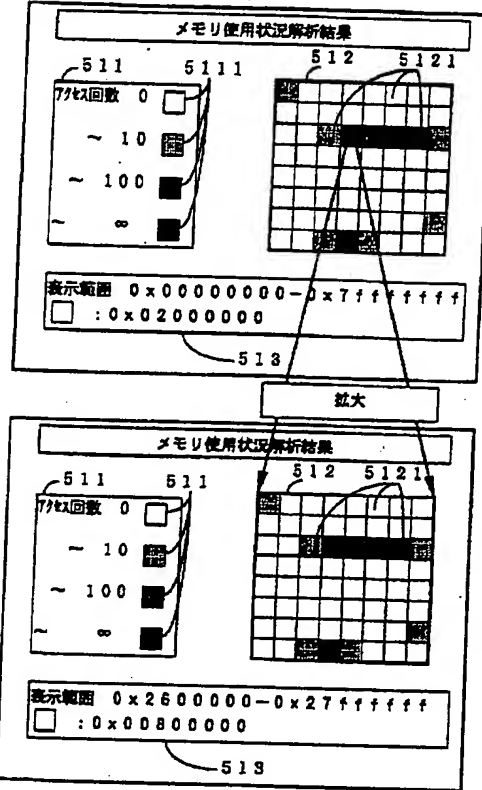 メモリ使用状況解析結果
511 5111 512 5121
アクセス回数 0
～ 10
～ 100
～ ∞
表示範囲 0x00000000-0x7fffffff
:0x02000000
513
拡大
メモリ使用状況解析結果
511 511 512 5121
アクセス回数 0
～ 10
～ 100
～ ∞
表示範囲 0x2600000-0x27ffffff
:0x00800000
513